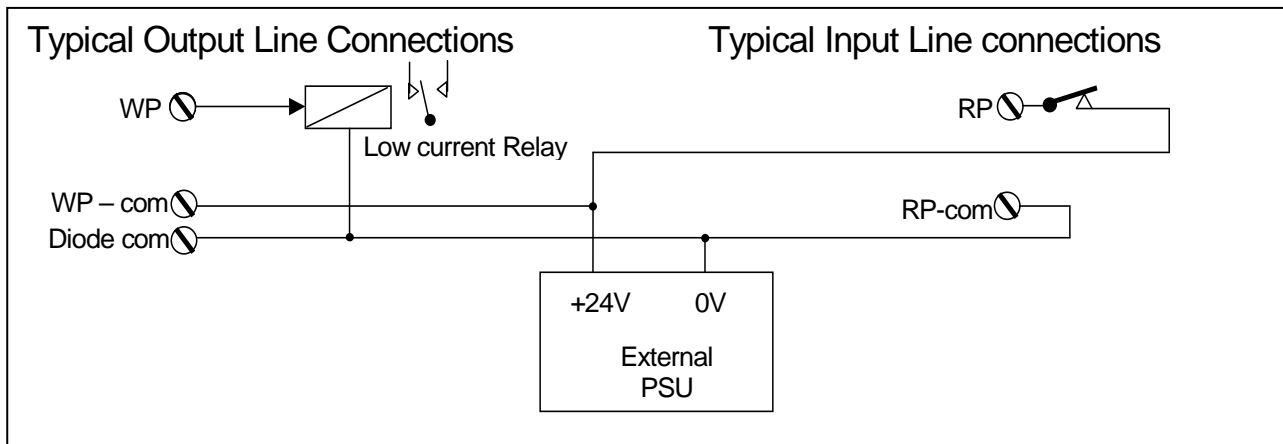 Typical Output Line Connections
Typical Input Line connections
WP
RP
Low current Relay
WP – com
RP-com
Diode com
+24V 0V
External
PSU